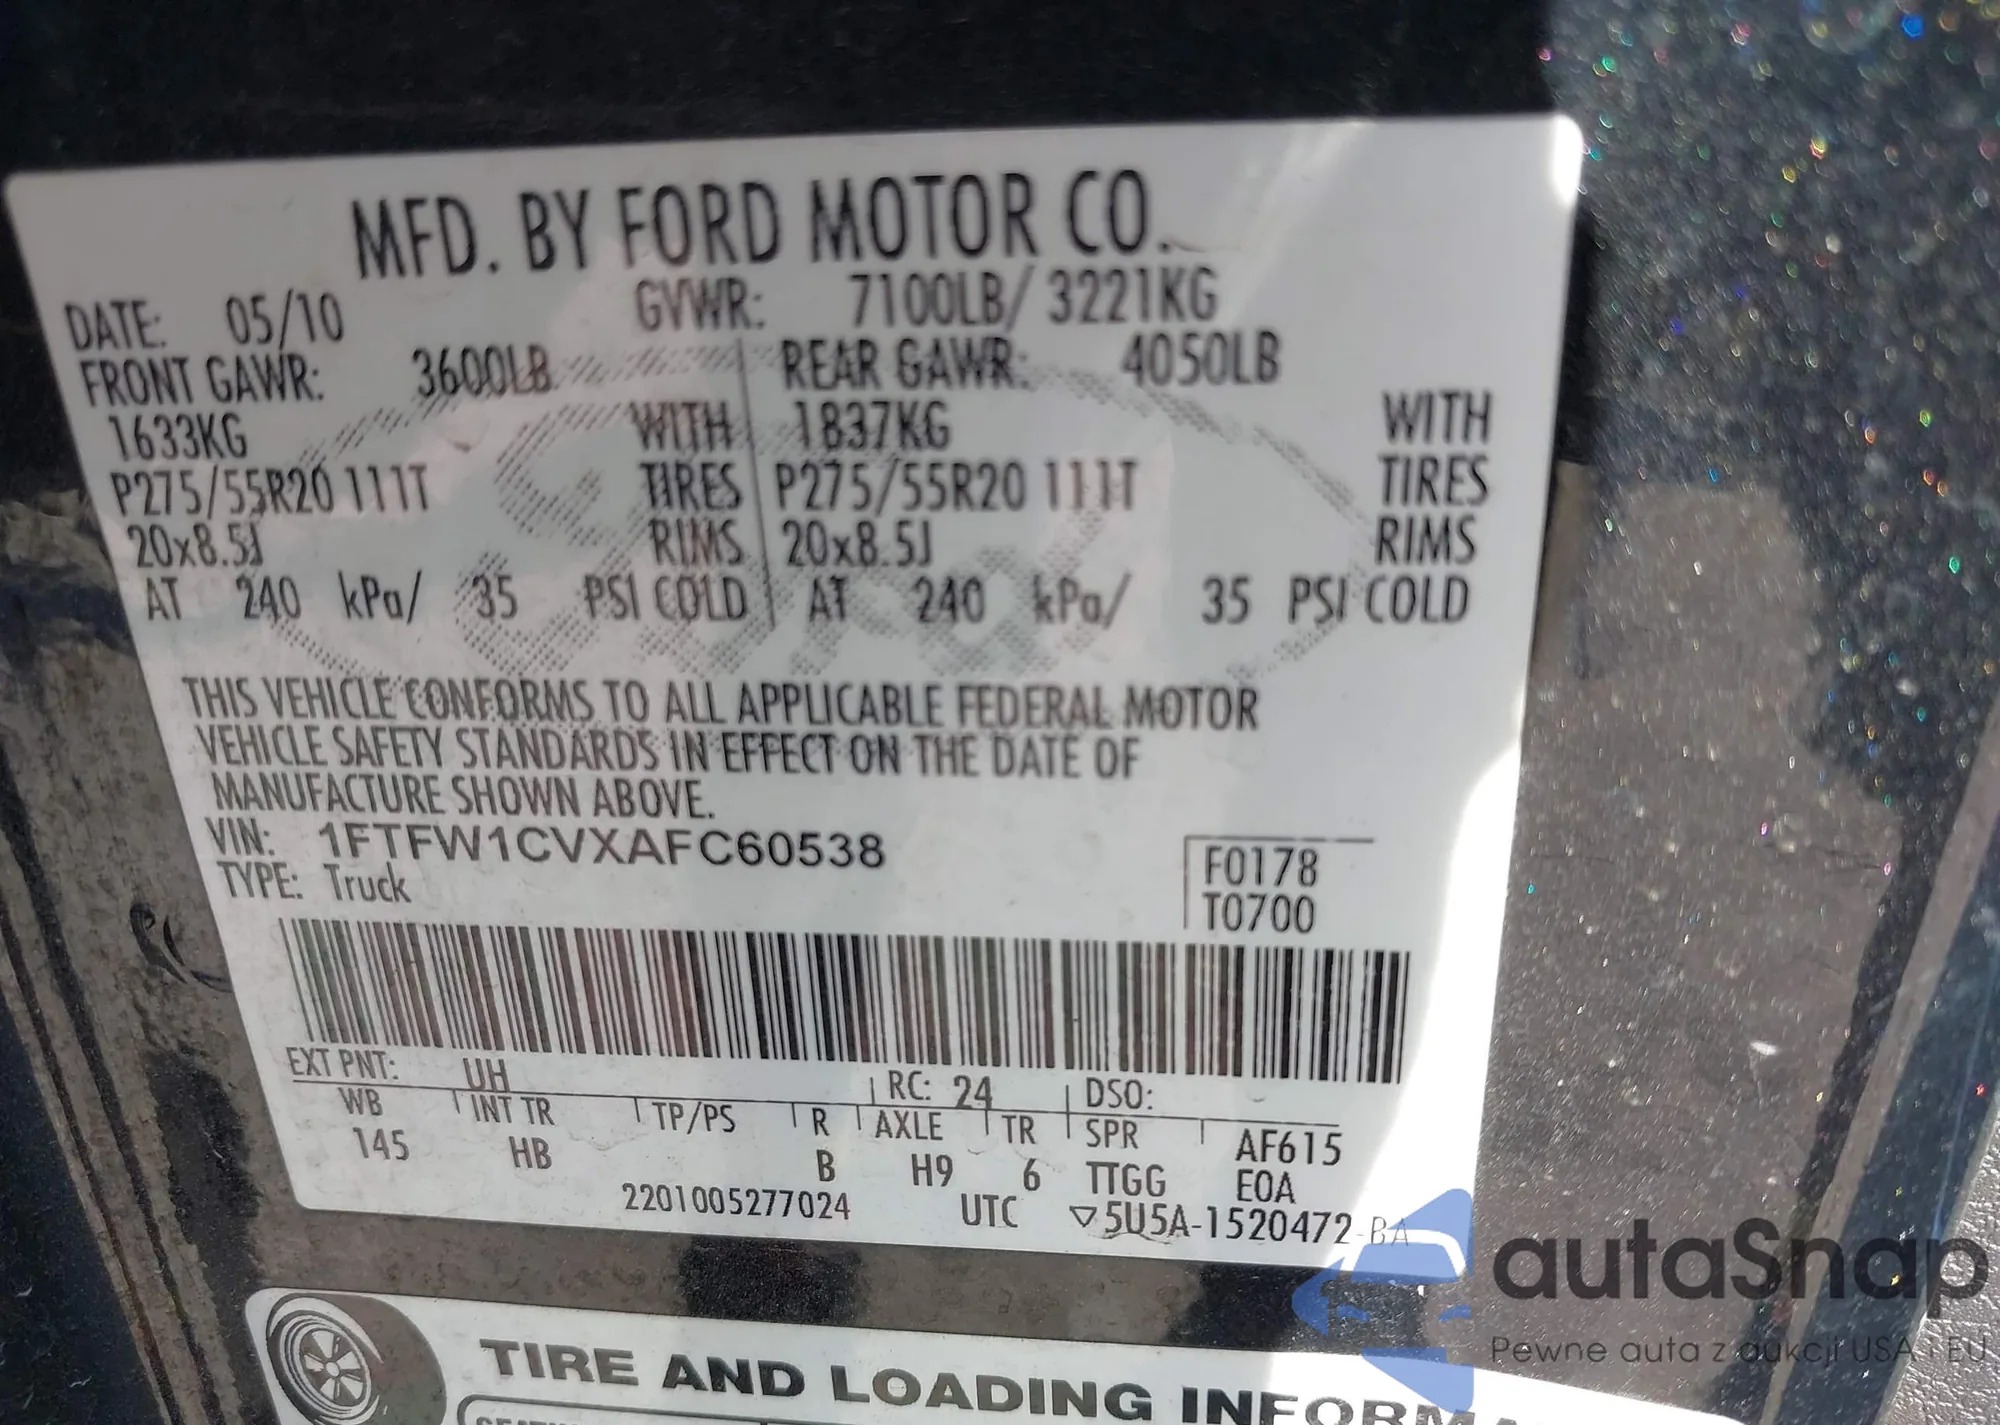 MFD. BY FORD MOTOR CO.
DATE: 05/10 GVWR: 7100LB/ 3221KG
FRONT GAWR: 3600LB REAR GAWR: 4050LB
1633KG WITH 1837KG WITH
P275/55R20 111T TIRES P275/55R20 111T TIRES
20x8.5J RIMS 20x8.5J RIMS
AT 240 kPa/ 35 PSI COLD AT 240 kPa/ 35 PSI COLD
THIS VEHICLE CONFORMS TO ALL APPLICABLE FEDERAL MOTOR
VEHICLE SAFETY STANDARDS IN EFFECT ON THE DATE OF
MANUFACTURE SHOWN ABOVE.
VIN: 1FTFW1CVXAFC60538 F0178
TYPE: Truck T0700
EXT PNT: UH RC: 24 DSO:
WB INT TR TP/PS R AXLE TR SPR AF615
145 HB B H9 6 TTGG EOA
2201005277024 UTC ▽5U5A-1520472-BA
autaSnap
Pewne auta z aukcji USA i EU
TIRE AND LOADING